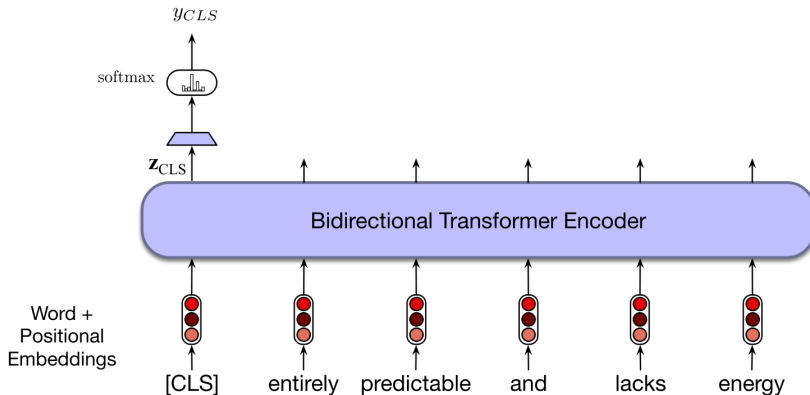 y_CLS
softmax
z_CLS
Bidirectional Transformer Encoder
Word +
Positional
Embeddings
[CLS] entirely predictable and lacks energy